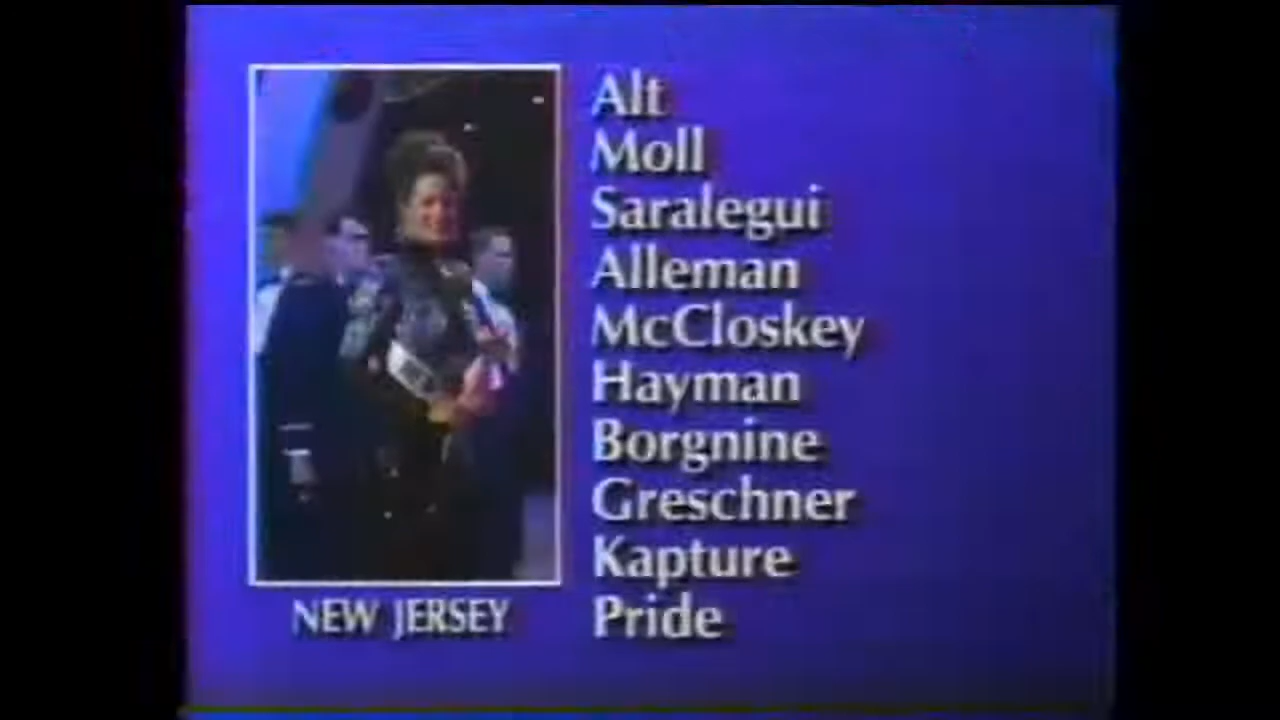 Alt
Moll
Saralegui
Alleman
McCloskey
Hayman
Borgnine
Greschner
Kapture
Pride
NEW JERSEY